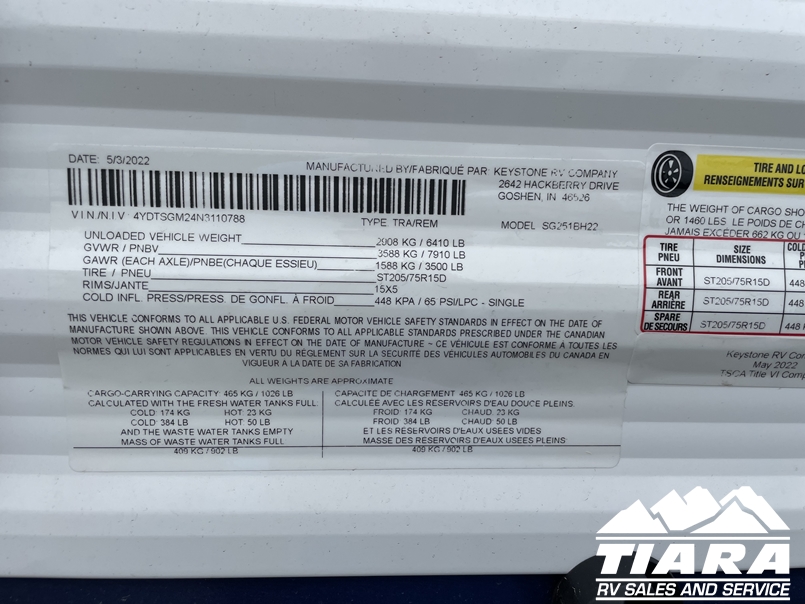 DATE: 5/3/2022
MANUFACTURED BY/FABRIQUÉ PAR KEYSTONE RV COMPANY
2642 HACKBERRY DRIVE
GOSHEN, IN 46526
VIN/NIV 4YDTSGM24N3110788
TYPE: TRA/REM
MODEL SG251BH22
UNLOADED VEHICLE WEIGHT 2908 KG / 6410 LB
GVWR / PNBV 3588 KG / 7910 LB
GAWR (EACH AXLE)/PNBE(CHAQUE ESSIEU) 1588 KG / 3500 LB
TIRE / PNEU ST205/75R15D
RIMS/JANTE 15X5
COLD INFL. PRESS/PRESS. DE GONFL. À FROID 448 KPA / 65 PSI/LPC - SINGLE
THIS VEHICLE CONFORMS TO ALL APPLICABLE U.S. FEDERAL MOTOR VEHICLE SAFETY STANDARDS IN EFFECT ON THE DATE OF
MANUFACTURE SHOWN ABOVE. THIS VEHICLE CONFORMS TO ALL APPLICABLE STANDARDS PRESCRIBED UNDER THE CANADIAN
MOTOR VEHICLE SAFETY REGULATIONS IN EFFECT ON THE DATE OF MANUFACTURE ~ CE VÉHICULE EST CONFORME À TOUTES LES
NORMES QUI LUI SONT APPLICABLES EN VERTU DU RÈGLEMENT SUR LA SECURITÉ DES VÉHICULES AUTOMOBILES DU CANADA EN
VIGUEUR À LA DATE DE SA FABRICATION
ALL WEIGHTS ARE APPROXIMATE
CARGO-CARRYING CAPACITY: 465 KG / 1026 LB
CALCULATED WITH THE FRESH WATER TANKS FULL:
COLD: 174 KG HOT: 23 KG
COLD: 384 LB HOT: 50 LB
AND THE WASTE WATER TANKS EMPTY
MASS OF WASTE WATER TANKS FULL
409 KG / 902 LB
CAPACITE DE CHARGEMENT: 465 KG / 1026 LB
CALCULÉE AVEC LES RESERVOIRS D'EAU DOUCE PLEINS:
FROID: 174 KG CHAUD: 23 KG
FROID: 384 LB CHAUD: 50 LB
ET LES RÉSERVOIRS D'EAUX USÉES VIDES
MASSE DES RESERVOIRS D'EAUX USÉES PLEINS:
409 KG / 902 LB
TIRE AND LO
RENSEIGNEMENTS SUR
THE WEIGHT OF CARGO SHOU
OR 1460 LB. LE POIDS DE CH
JAMAIS EXCÉDER 662 KG OU
TIRE SIZE COLD
PNEU DIMENSIONS
FRONT
AVANT ST205/75R15D 448
REAR
ARRIÈRE ST205/75R15D 448
SPARE
DE SECOURS ST205/75R15D 448 K
Keystone RV Com
May 2022
TSCA Title VI Comp
TIARA
RV SALES AND SERVICE